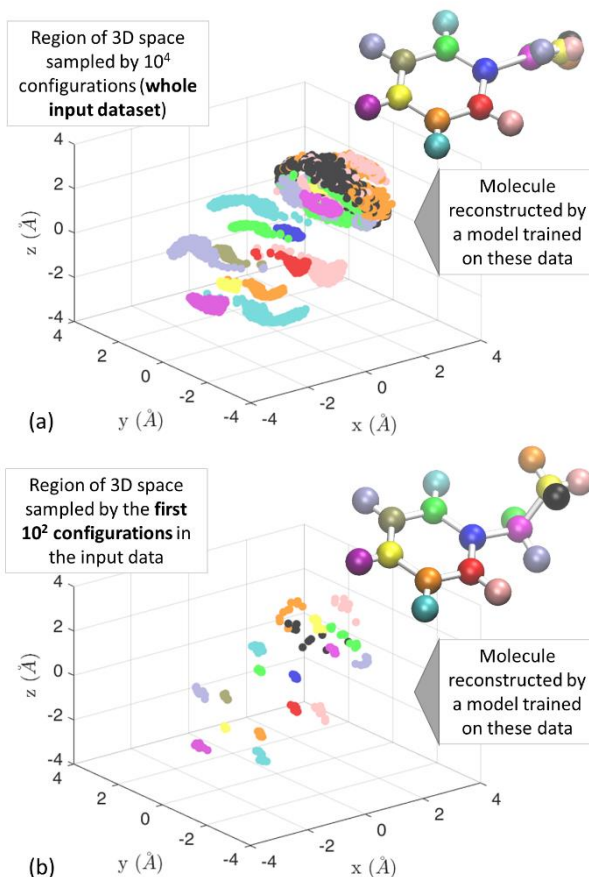 Region of 3D space
sampled by 10⁴
configurations (whole
input dataset)
Molecule
reconstructed by
a model trained
on these data
4
2
0
-2
-4
z (Å)
4
2
0
-2
-4
y (Å)
-4
-2
0
2
4
x (Å)
(a)
Region of 3D space
sampled by the first
10² configurations in
the input data
Molecule
reconstructed by
a model trained
on these data
4
2
0
-2
-4
z (Å)
4
2
0
-2
-4
y (Å)
-4
-2
0
2
4
x (Å)
(b)